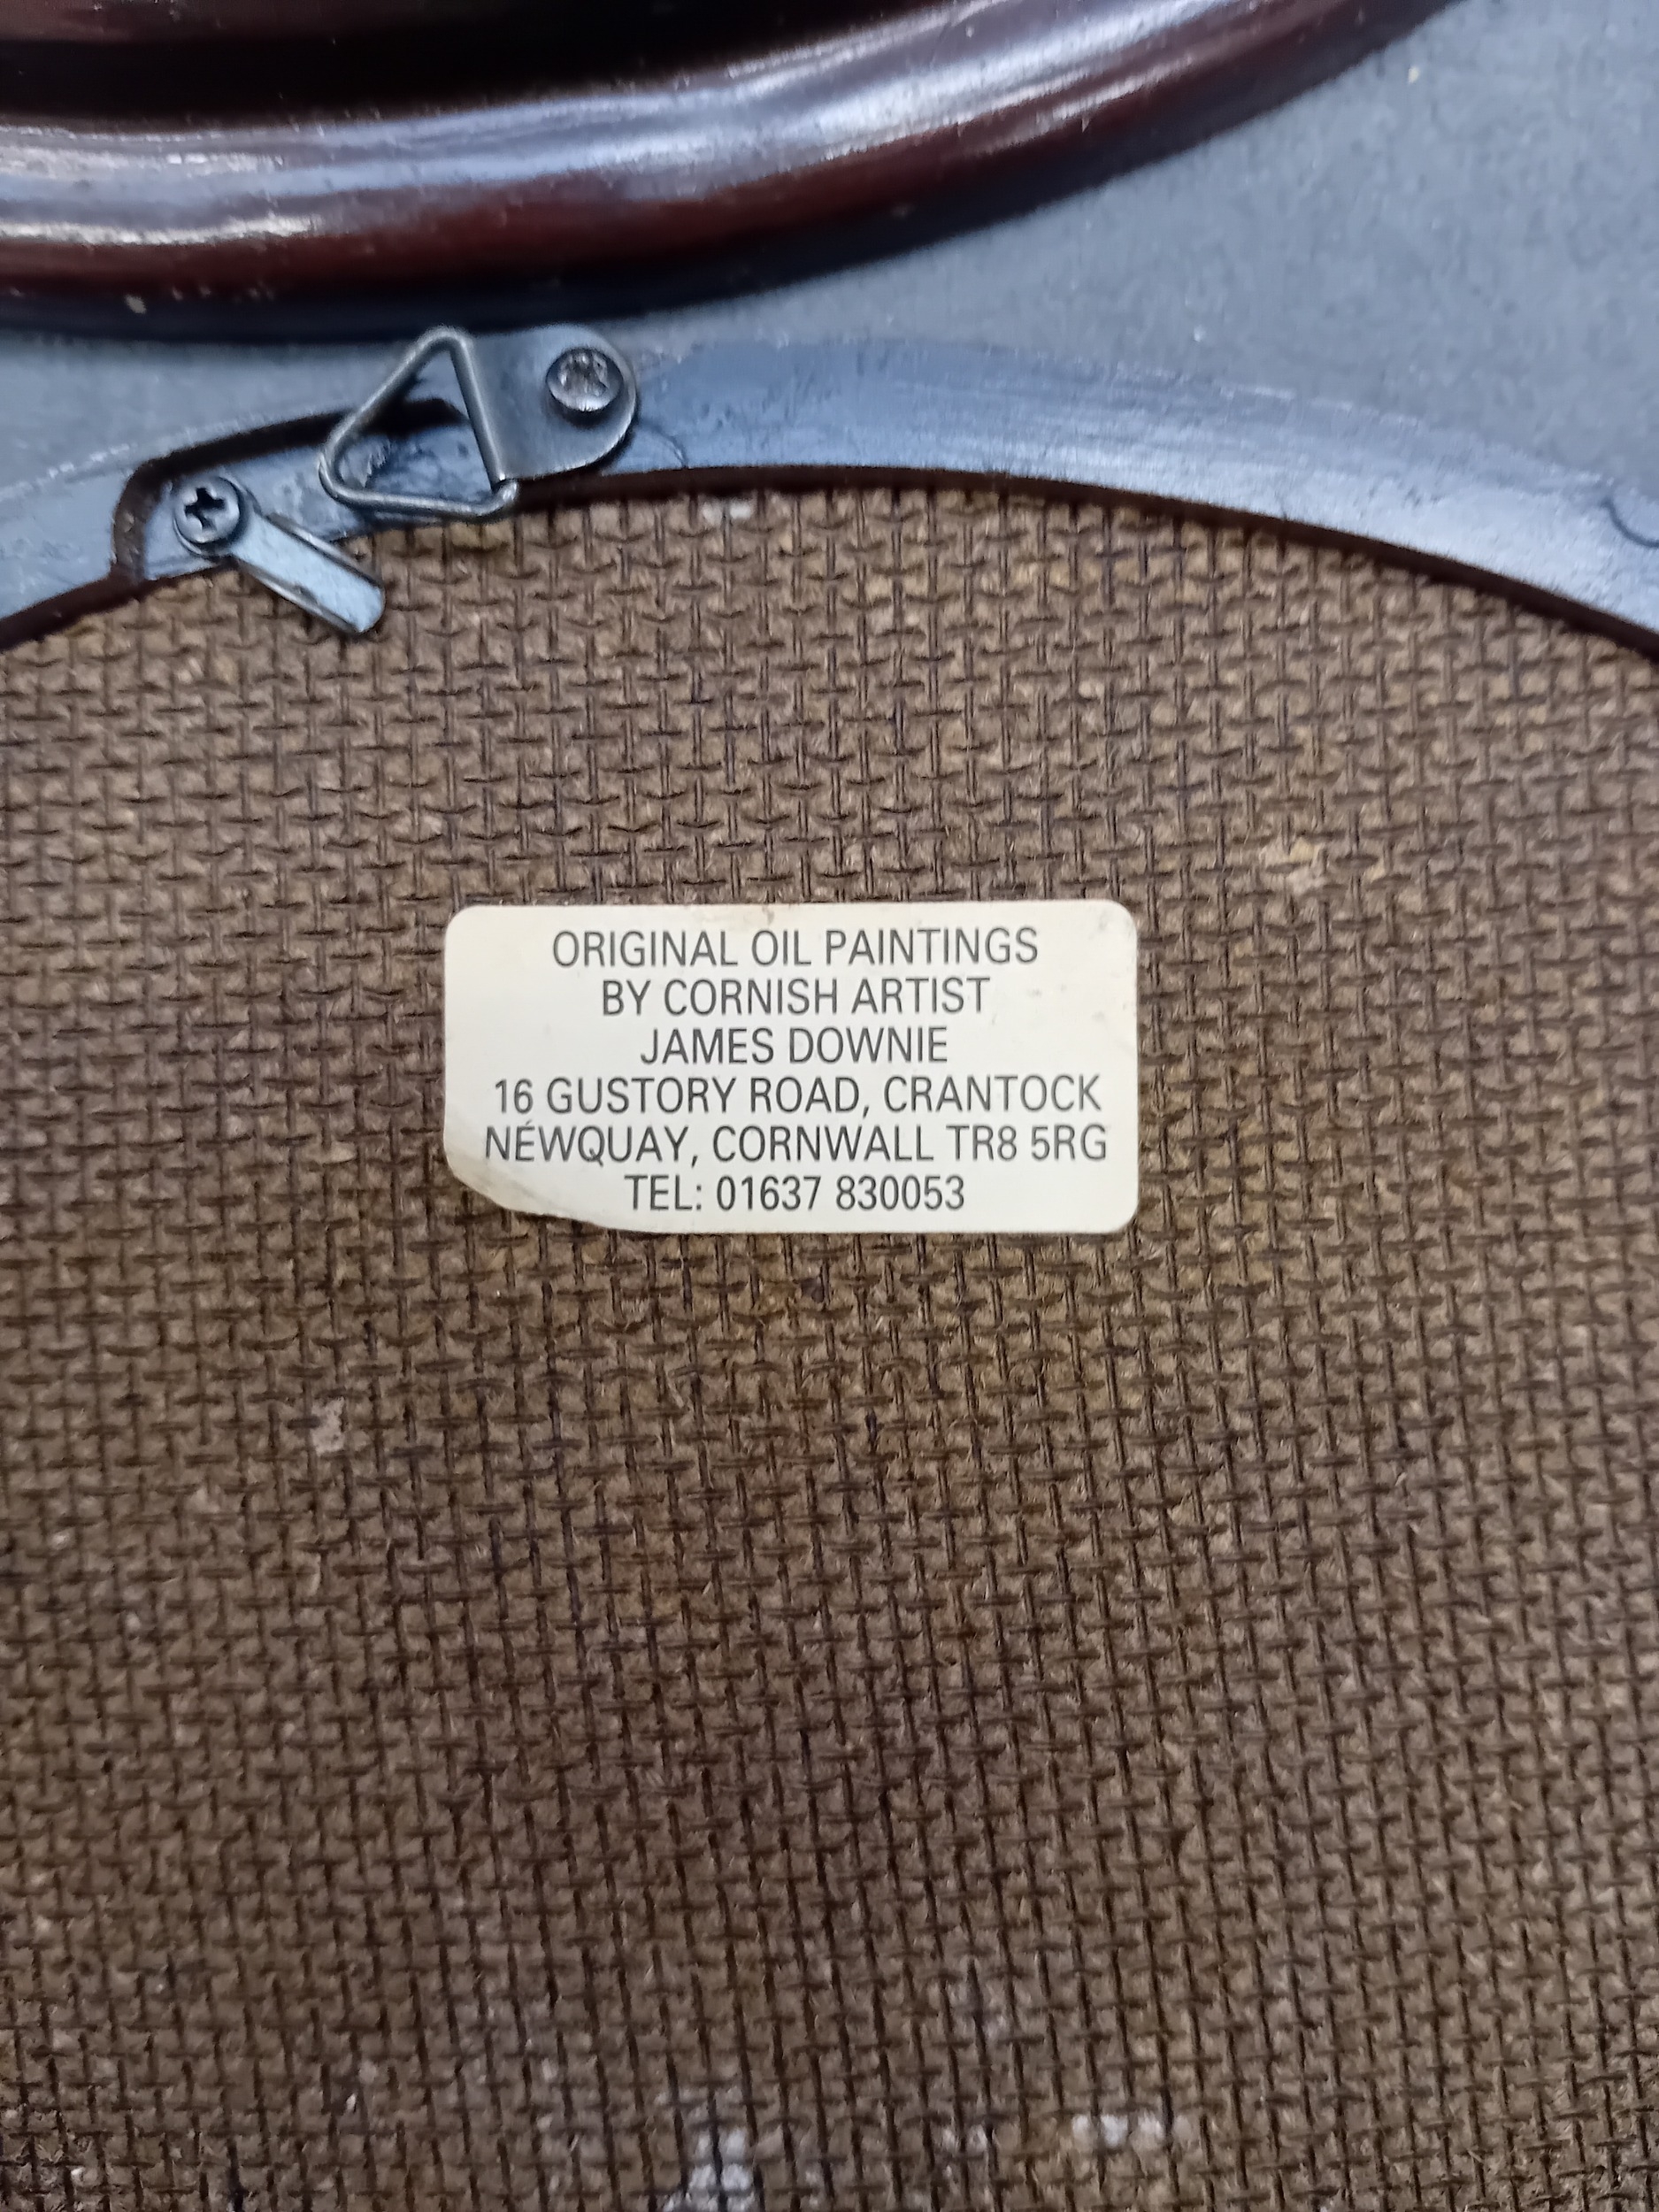 ORIGINAL OIL PAINTINGS
BY CORNISH ARTIST
JAMES DOWNIE
16 GUSTORY ROAD, CRANTOCK
NEWQUAY, CORNWALL TR8 5RG
TEL: 01637 830053